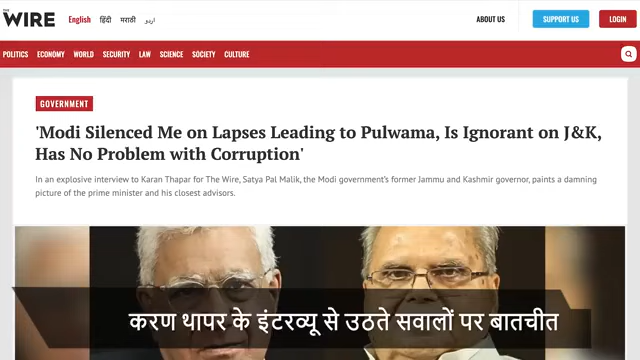 THE
WIRE
English हिंदी मराठी اردو
ABOUT US
SUPPORT US
LOGIN
POLITICS ECONOMY WORLD SECURITY LAW SCIENCE SOCIETY CULTURE
GOVERNMENT
'Modi Silenced Me on Lapses Leading to Pulwama, Is Ignorant on J&K,
Has No Problem with Corruption'
In an explosive interview to Karan Thapar for The Wire, Satya Pal Malik, the Modi government's former Jammu and Kashmir governor, paints a damning
picture of the prime minister and his closest advisors.
करण थापर के इंटरव्यू से उठते सवालों पर बातचीत